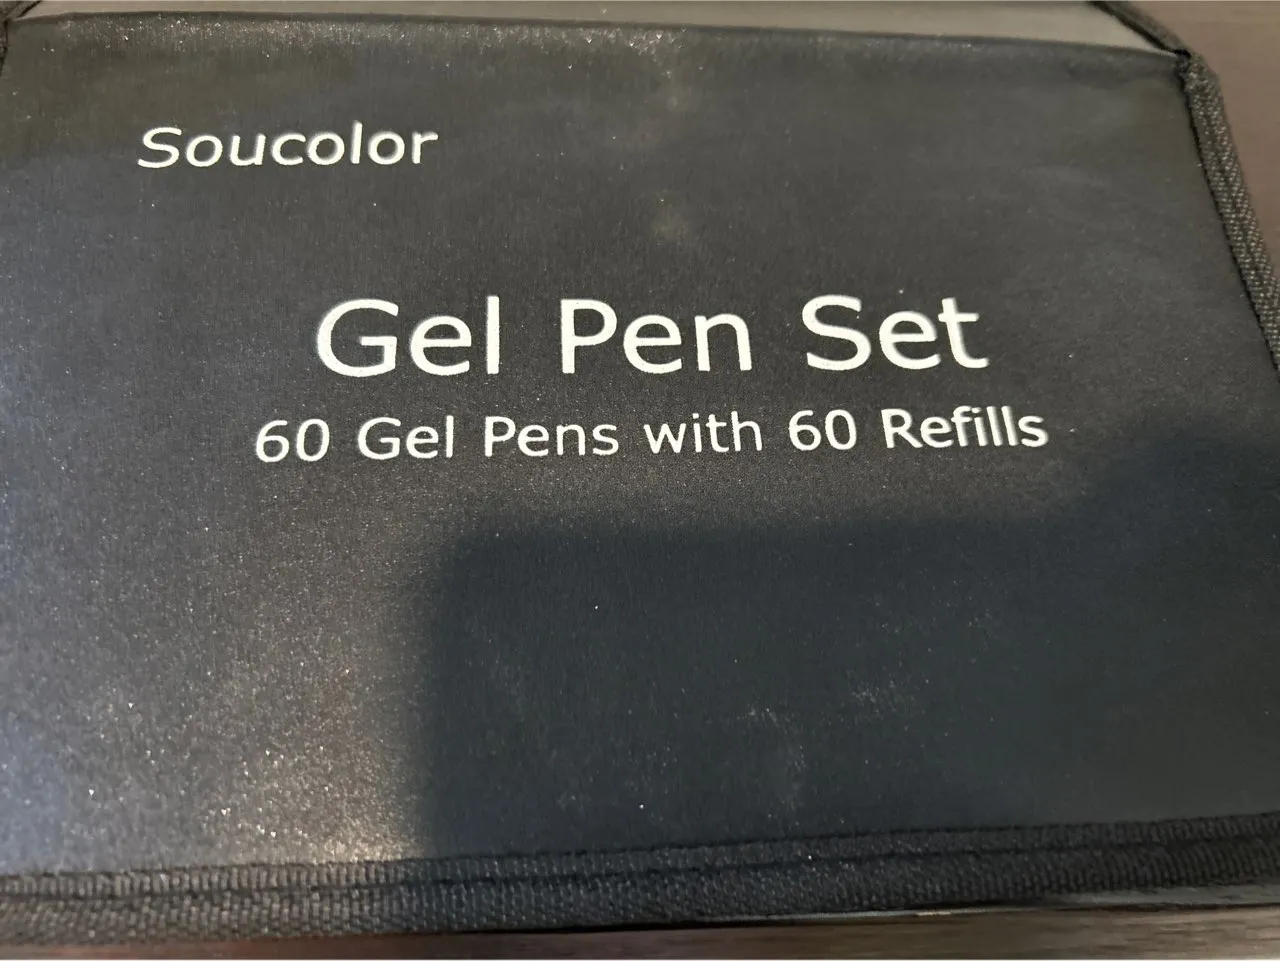 Soucolor
Gel Pen Set
60 Gel Pens with 60 Refills